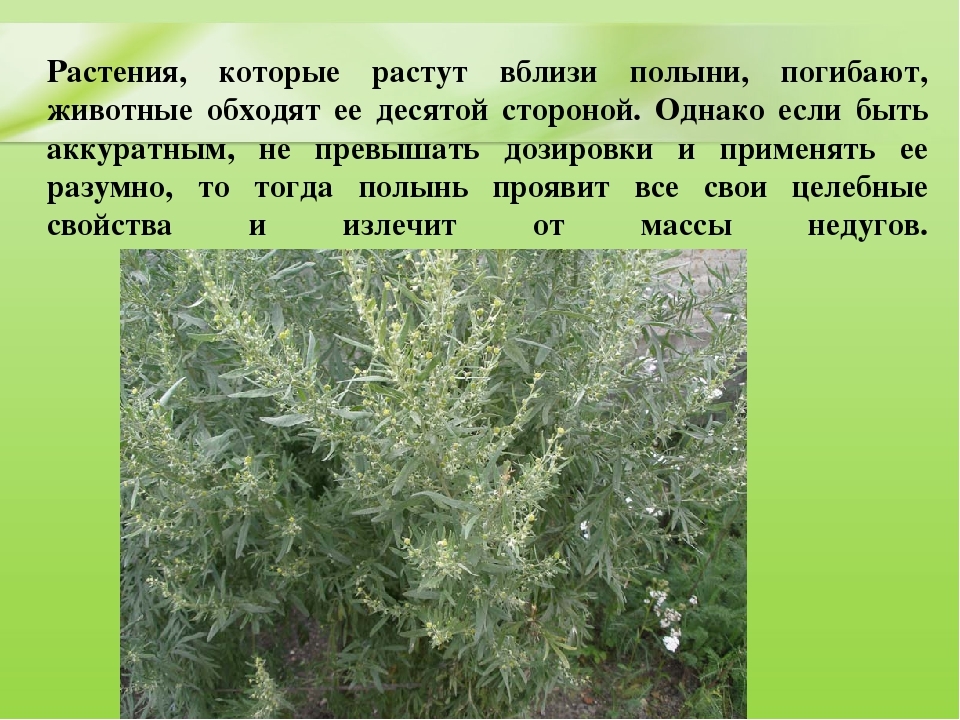 Растения, которые растут вблизи полыни, погибают,
животные обходят ее десятой стороной. Однако если быть
аккуратным, не превышать дозировки и применять ее
разумно, то тогда полынь проявит все свои целебные
свойства и излечит от массы недугов.